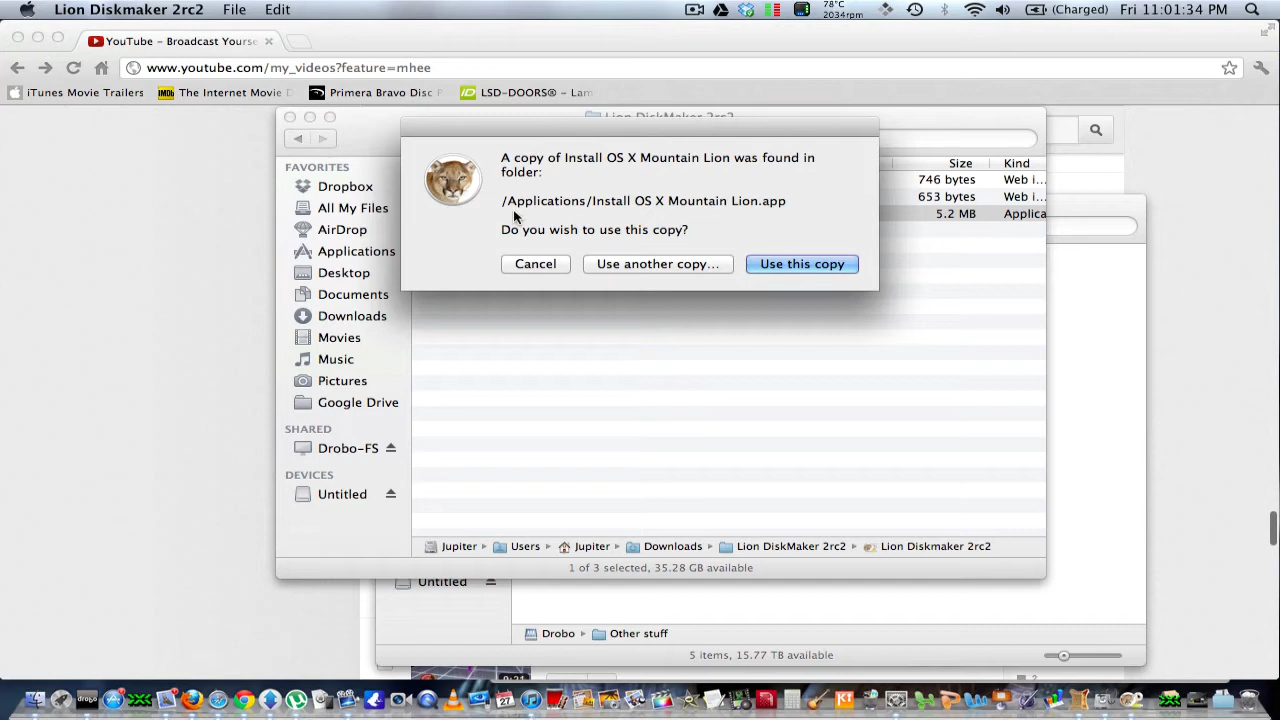 Lion Diskmaker 2rc2 File Edit 78°C 2034rpm (Charged) Fri 11:01:34 PM
YouTube - Broadcast Yourse
www.youtube.com/my_videos?feature=mhee
iTunes Movie Trailers The Internet Movie D Primera Bravo Disc LSD-DOORS® – Lam
Lion DiskMaker 2rc2
A copy of Install OS X Mountain Lion was found in
folder:
/Applications/Install OS X Mountain Lion.app
Do you wish to use this copy?
Cancel Use another copy... Use this copy
Size Kind
746 bytes Web i...
653 bytes Web i...
5.2 MB Applica
FAVORITES
Dropbox
All My Files
AirDrop
Applications
Desktop
Documents
Downloads
Movies
Music
Pictures
Google Drive
SHARED
Drobo-FS
DEVICES
Untitled
Jupiter Users Jupiter Downloads Lion DiskMaker 2rc2 Lion Diskmaker 2rc2
1 of 3 selected, 35.28 GB available
Untitled
Drobo Other stuff
5 items, 15.77 TB available